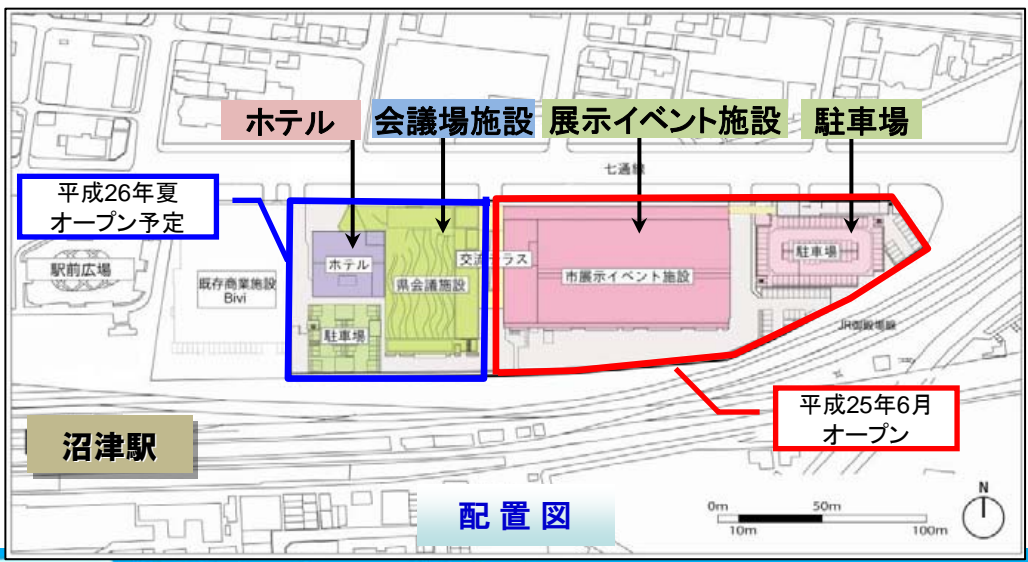 ホテル
会議場施設
展示イベント施設
駐車場
七通線
平成26年夏
オープン予定
駅前広場
既存商業施設
Bivi
ホテル
県会議施設
駐車場
交流テラス
市展示イベント施設
駐車場
JR御殿場線
平成25年6月
オープン
沼津駅
配置図
0m
50m
10m
100m
N